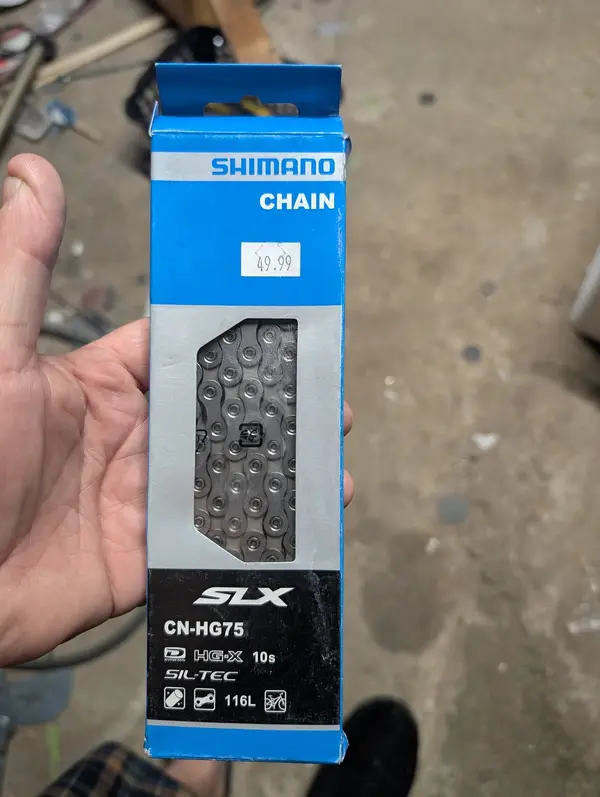 SHIMANO
CHAIN
49.99
SLX
CN-HG75
HG-X 10s
SIL-TEC
116L